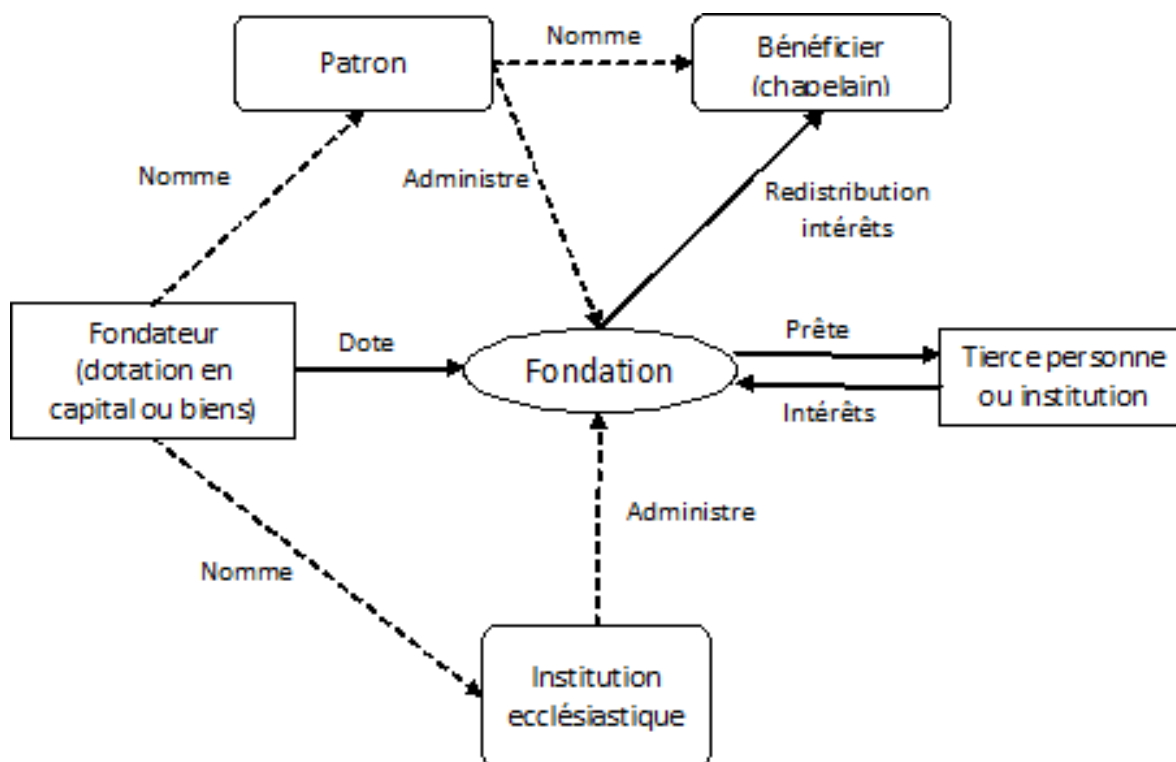 Nomme
Patron
Bénéficier
(chapelain)
Nomme
Administre
Redistribution
intérêts
Fondateur
(dotation en
capital ou biens)
Dote
Fondation
Prête
Intérêts
Tierce personne
ou institution
Administre
Nomme
Institution
ecclésiastique